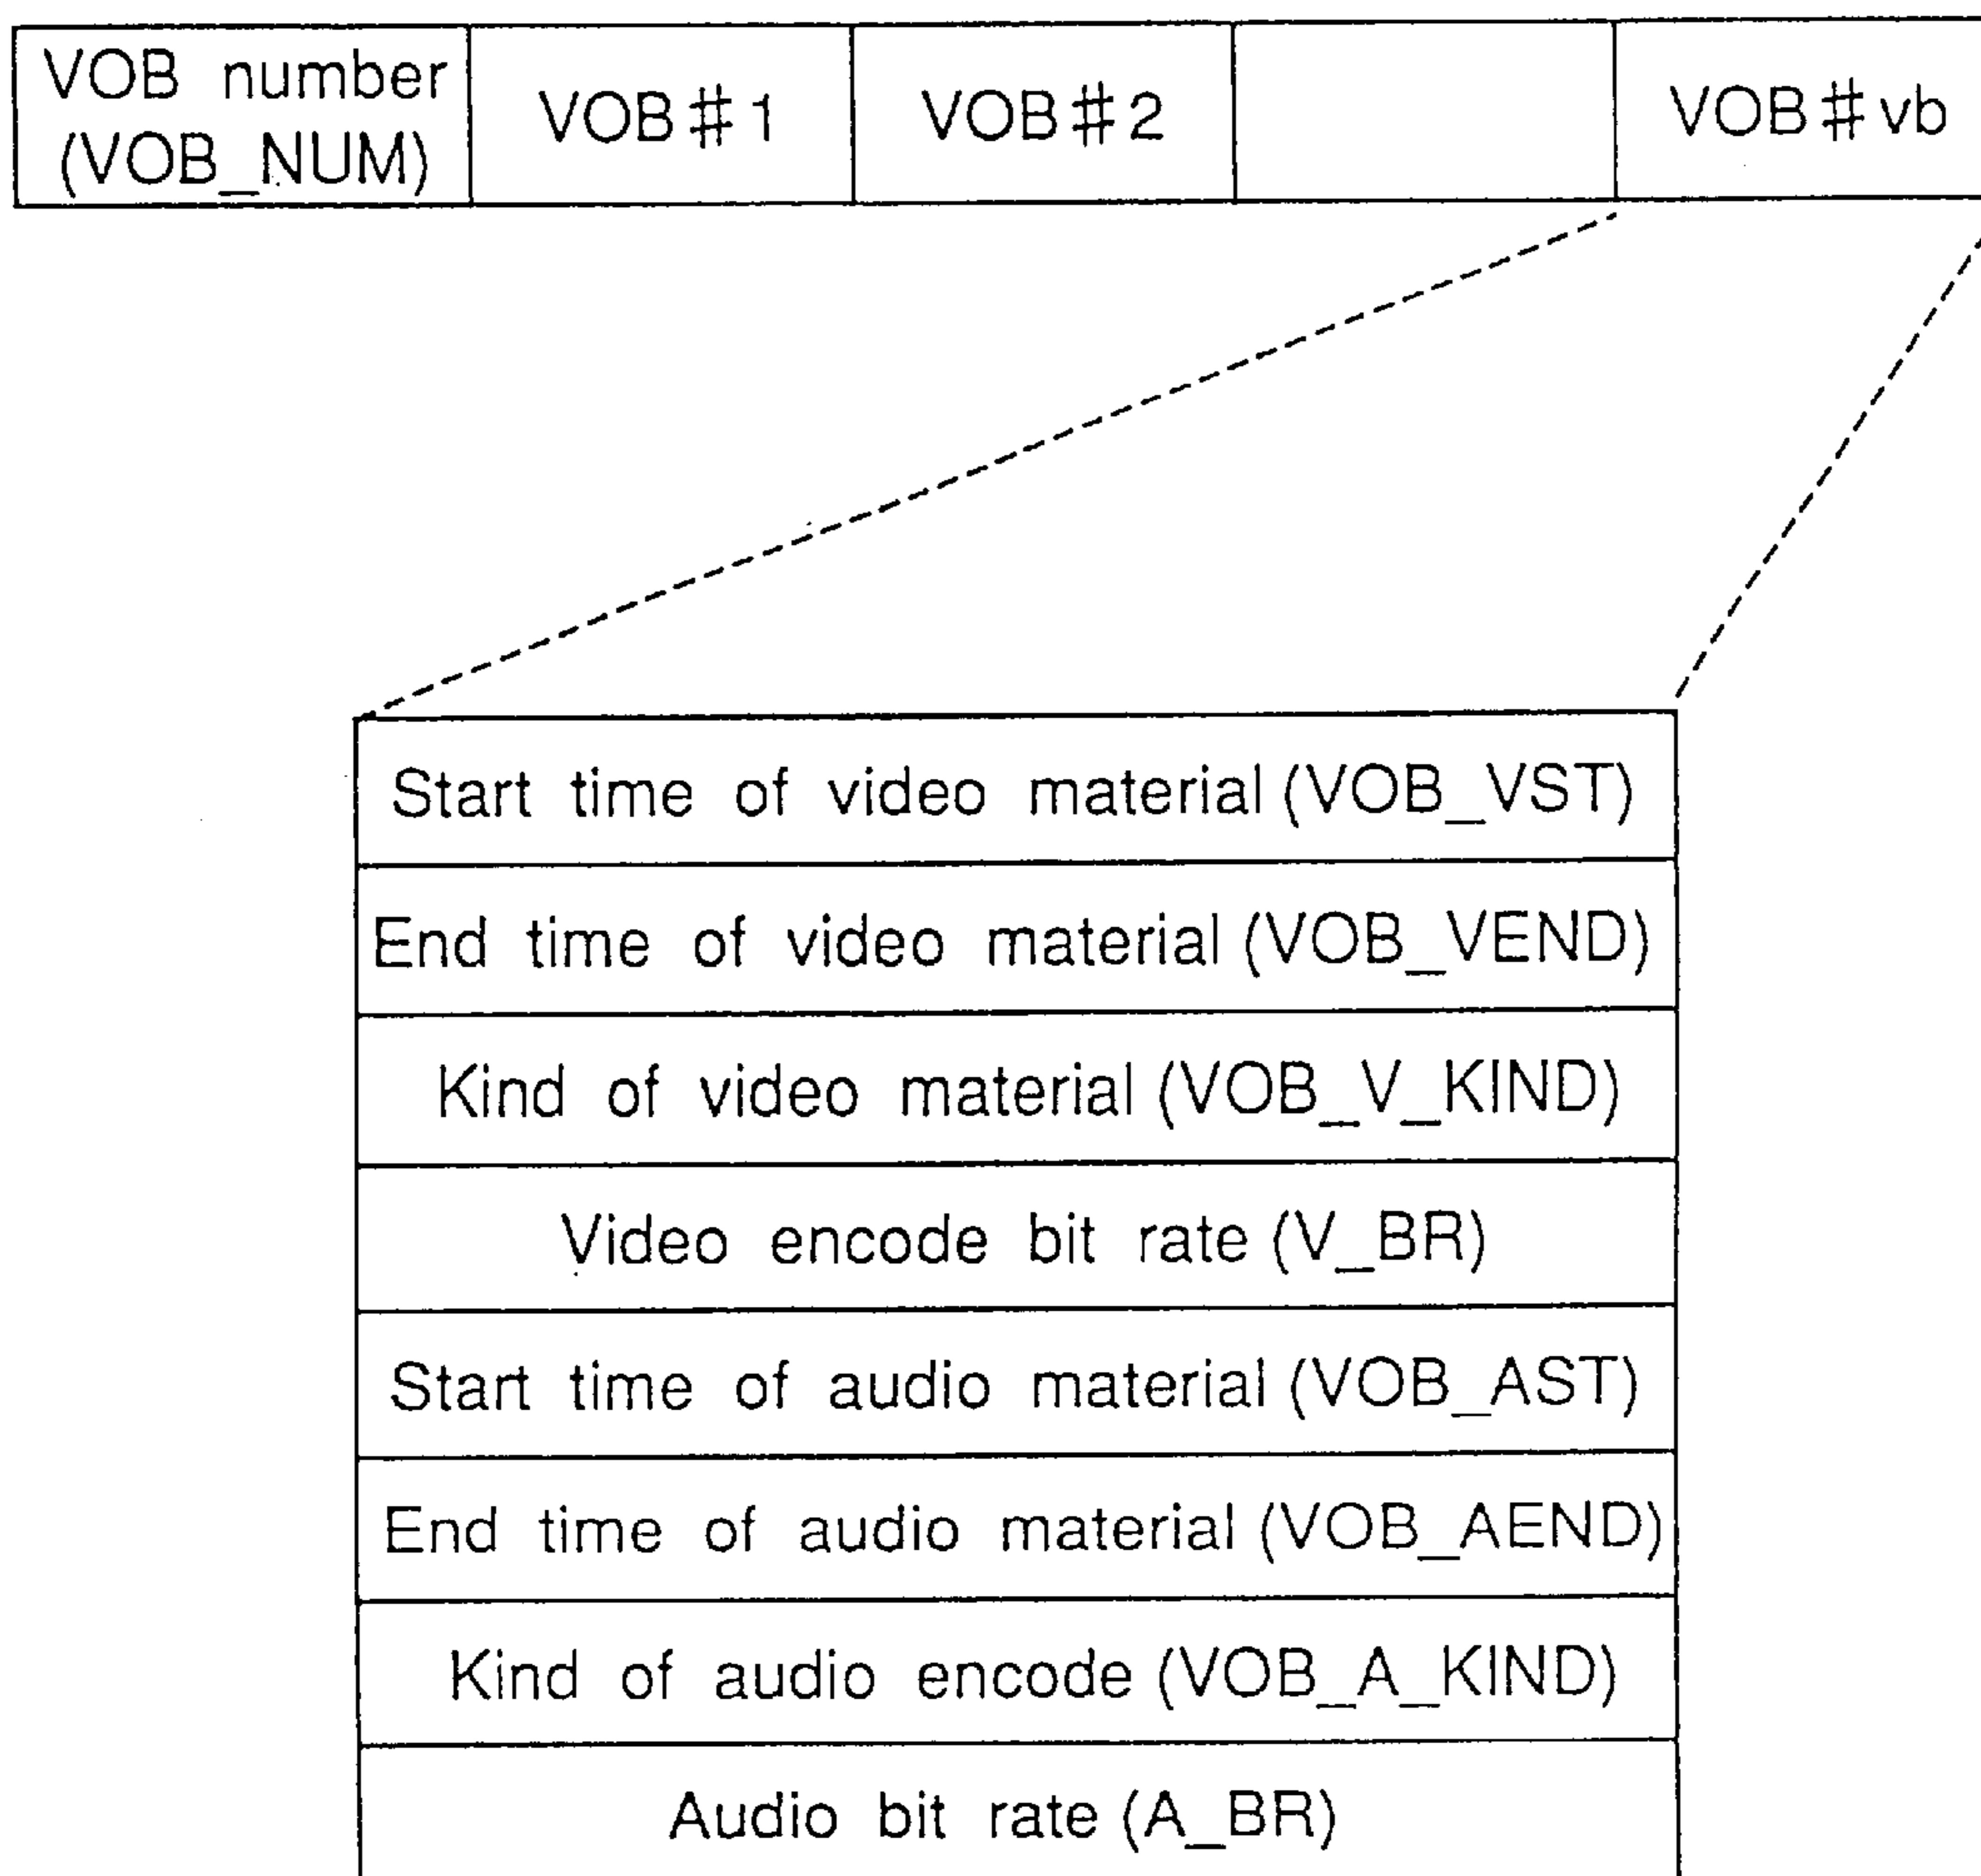 VOB number
(VOB_NUM)
VOB#1
VOB#2
VOB#vb
Start time of video material (VOB_VST)
End time of video material (VOB_VEND)
Kind of video material (VOB_V_KIND)
Video encode bit rate (V_BR)
Start time of audio material (VOB_AST)
End time of audio material (VOB_AEND)
Kind of audio encode (VOB_A_KIND)
Audio bit rate (A_BR)